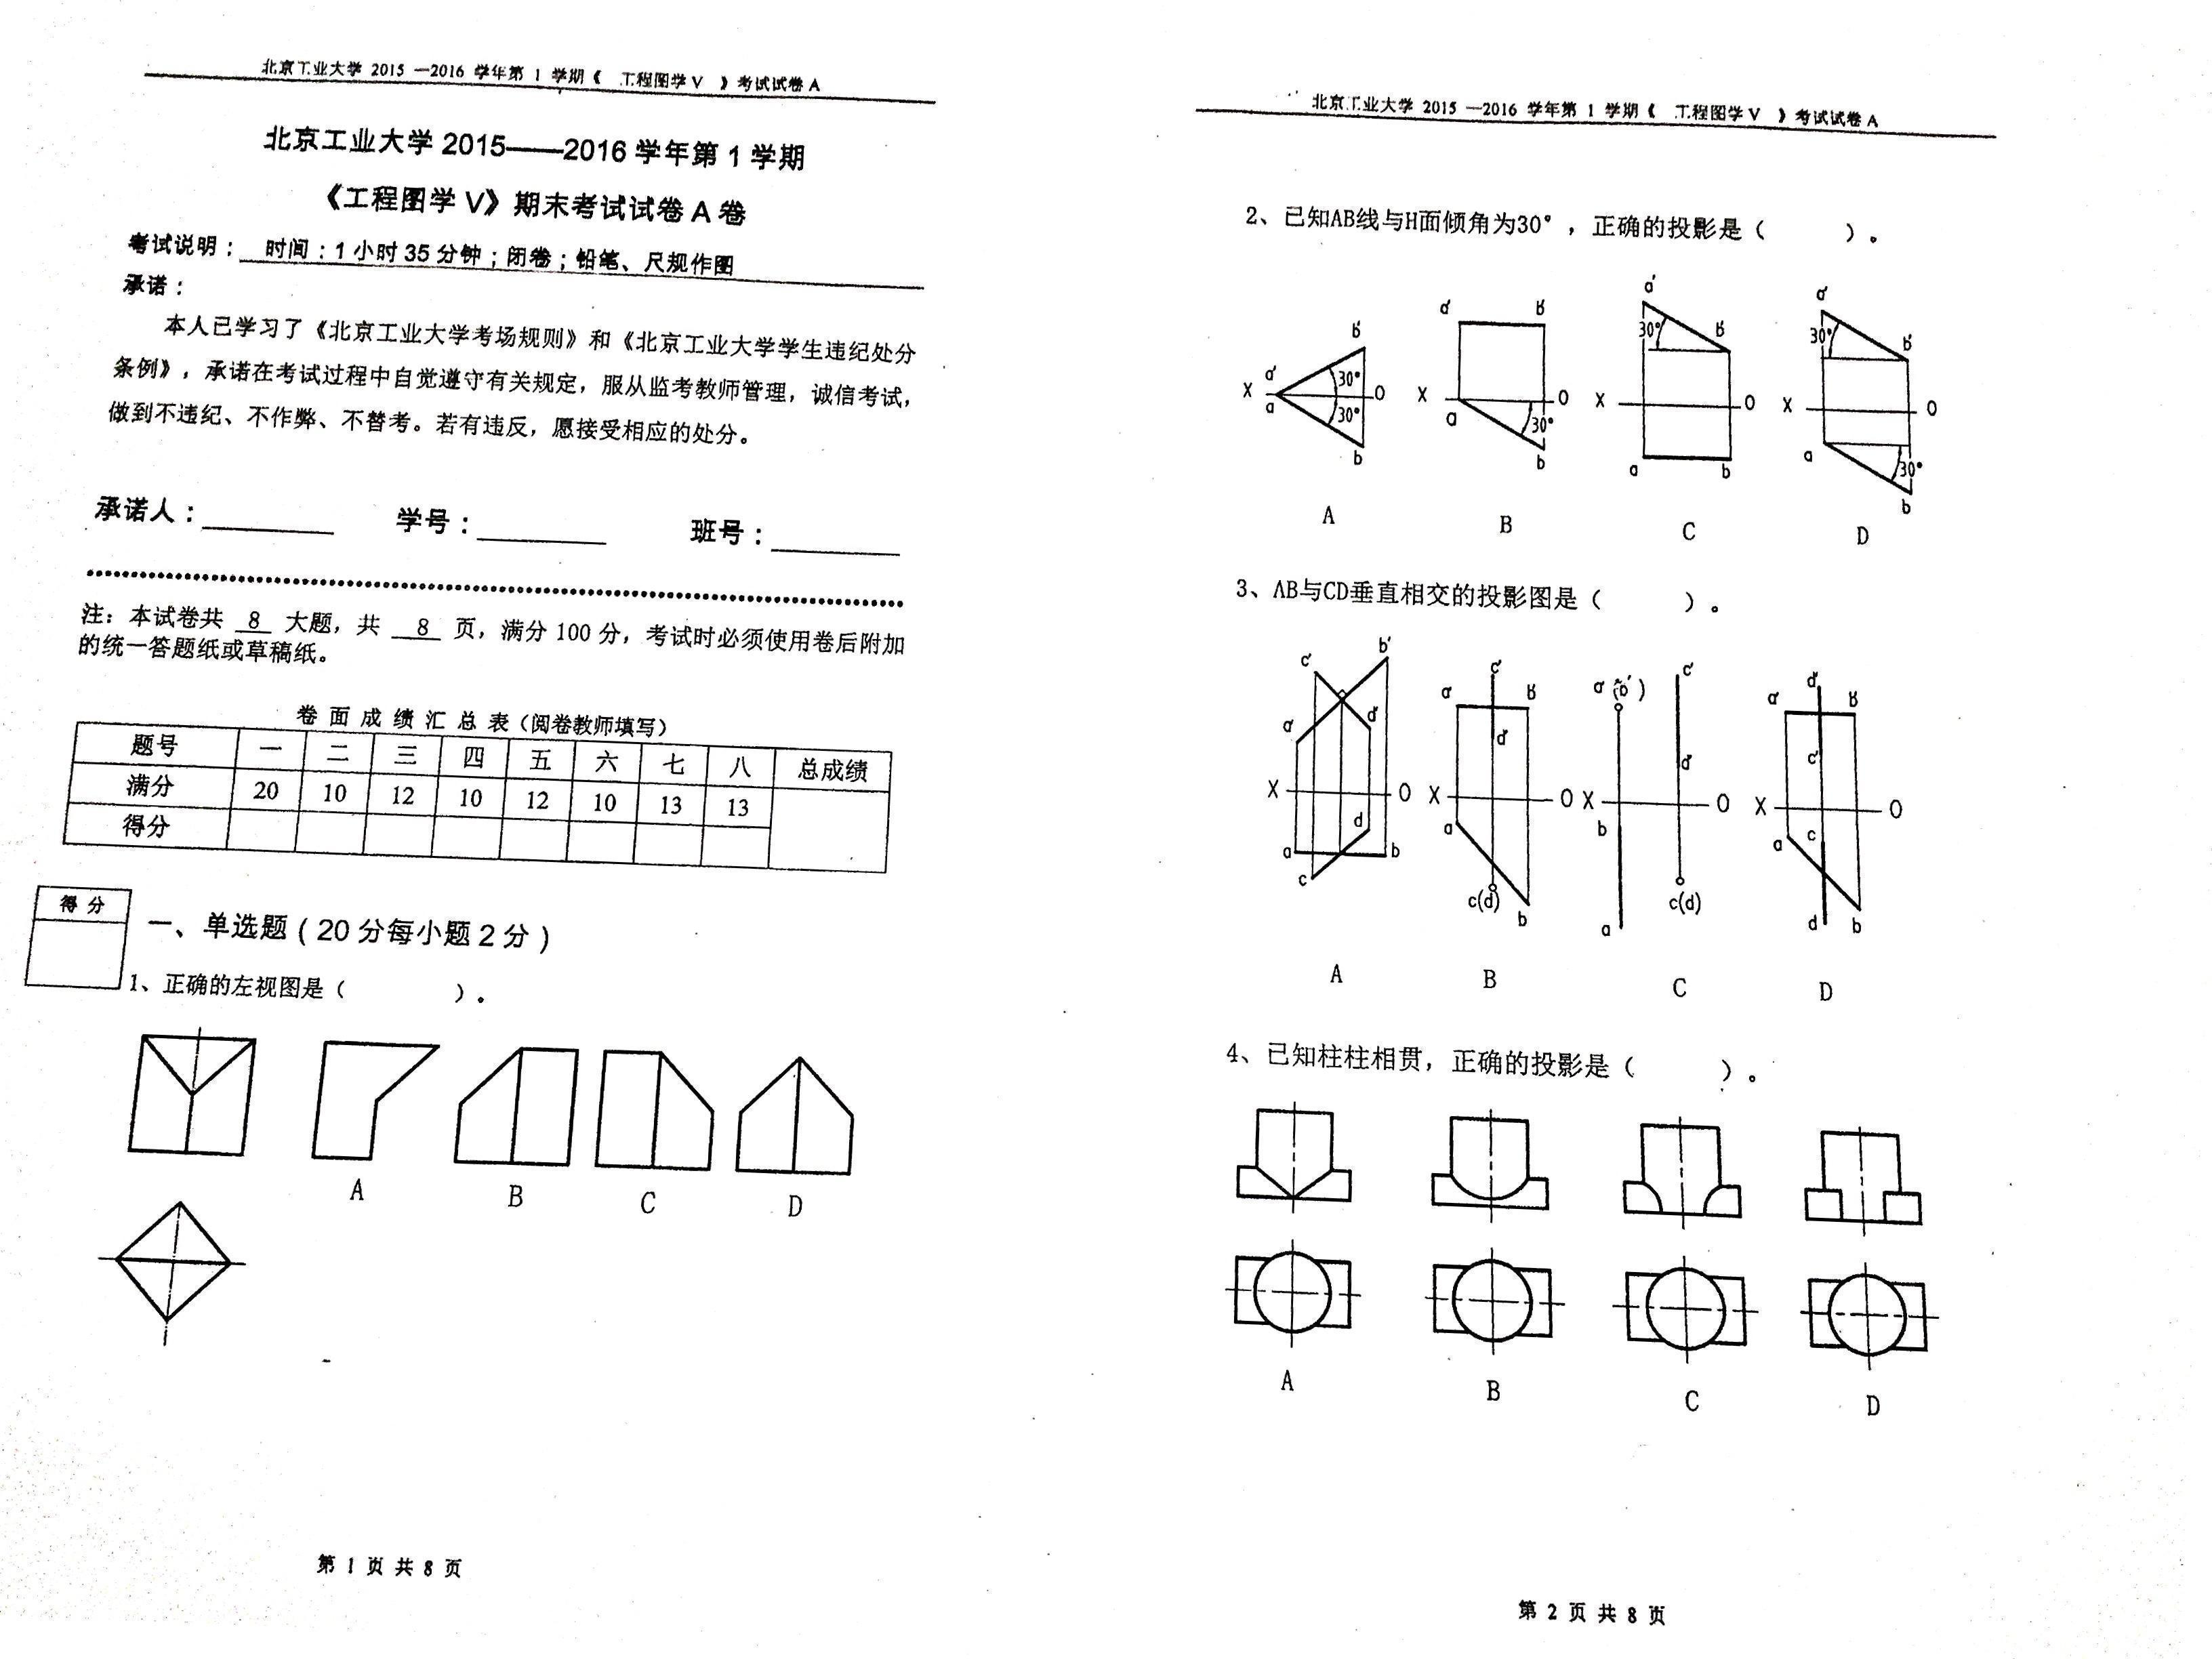 北京工业大学 2015 —2016 学年第 1 学期《 工程图学 V 》考试试卷 A
北京工业大学 2015——2016 学年第 1 学期
《工程图学 V》期末考试试卷 A 卷
考试说明： 时间：1 小时 35 分钟；闭卷；铅笔、尺规作图
承诺：
本人已学习了《北京工业大学考场规则》和《北京工业大学学生违纪处分
条例》，承诺在考试过程中自觉遵守有关规定，服从监考教师管理，诚信考试，
做到不违纪、不作弊、不替考。若有违反，愿接受相应的处分。
承诺人： 学号： 班号：
注：本试卷共 8 大题，共 8 页，满分 100 分，考试时必须使用卷后附加
的统一答题纸或草稿纸。
卷 面 成 绩 汇 总 表（阅卷教师填写）
题号 一 二 三 四 五 六 七 八 总成绩
满分 20 10 12 10 12 10 13 13
得分
得 分
一、单选题（20 分每小题 2 分）
1、正确的左视图是（ ）。
A B C D
第 1 页 共 8 页
北京工业大学 2015 —2016 学年第 1 学期《 工程图学 V 》考试试卷 A
2、已知AB线与H面倾角为30°，正确的投影是（ ）。
a' b' X a O 30° 30° b
a' b' X a O 30° b
a' 30° b' X O a b
a' 30° b' X O a 30° b
A B C D
3、AB与CD垂直相交的投影图是（ ）。
c' b' a' d' X O d a b c
c' a' b' d' O X a c(d) b
a' (b') c' d' X O b c(d) a
d' a' b' c' X O c a d b
A B C D
4、已知柱柱相贯，正确的投影是（ ）。
A B C D
第 2 页 共 8 页